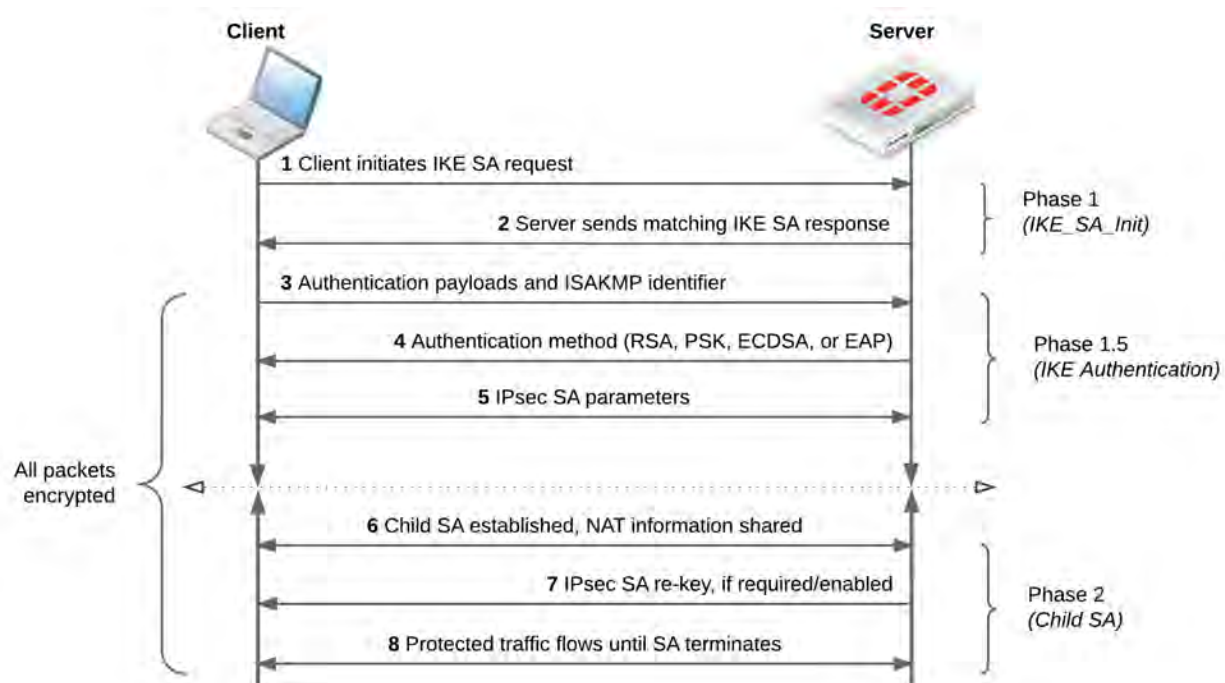 Client
Server
1 Client initiates IKE SA request
Phase 1
(IKE_SA_Init)
2 Server sends matching IKE SA response
3 Authentication payloads and ISAKMP identifier
4 Authentication method (RSA, PSK, ECDSA, or EAP)
Phase 1.5
(IKE Authentication)
5 IPsec SA parameters
All packets
encrypted
6 Child SA established, NAT information shared
7 IPsec SA re-key, if required/enabled
Phase 2
(Child SA)
8 Protected traffic flows until SA terminates